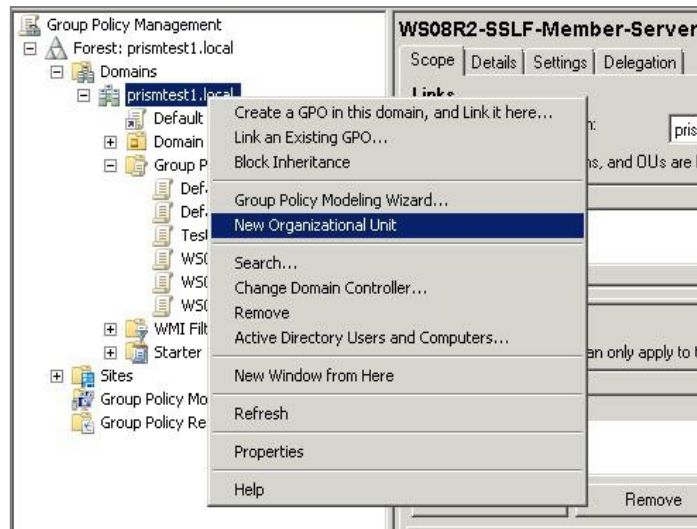 Group Policy Management
Forest: prismtest1.local
Domains
prismtest1.local
Default
Domain
Group P
Def
Def
Test
WS0
WS0
WS0
WMI Filt
Starter
Sites
Group Policy Mo
Group Policy Re
Create a GPO in this domain, and Link it here...
Link an Existing GPO...
Block Inheritance
Group Policy Modeling Wizard...
New Organizational Unit
Search...
Change Domain Controller...
Remove
Active Directory Users and Computers...
New Window from Here
Refresh
Properties
Help
WS08R2-SSLF-Member-Server
Scope Details Settings Delegation
Links
pris
ns, and OUs are l
an only apply to t
Remove